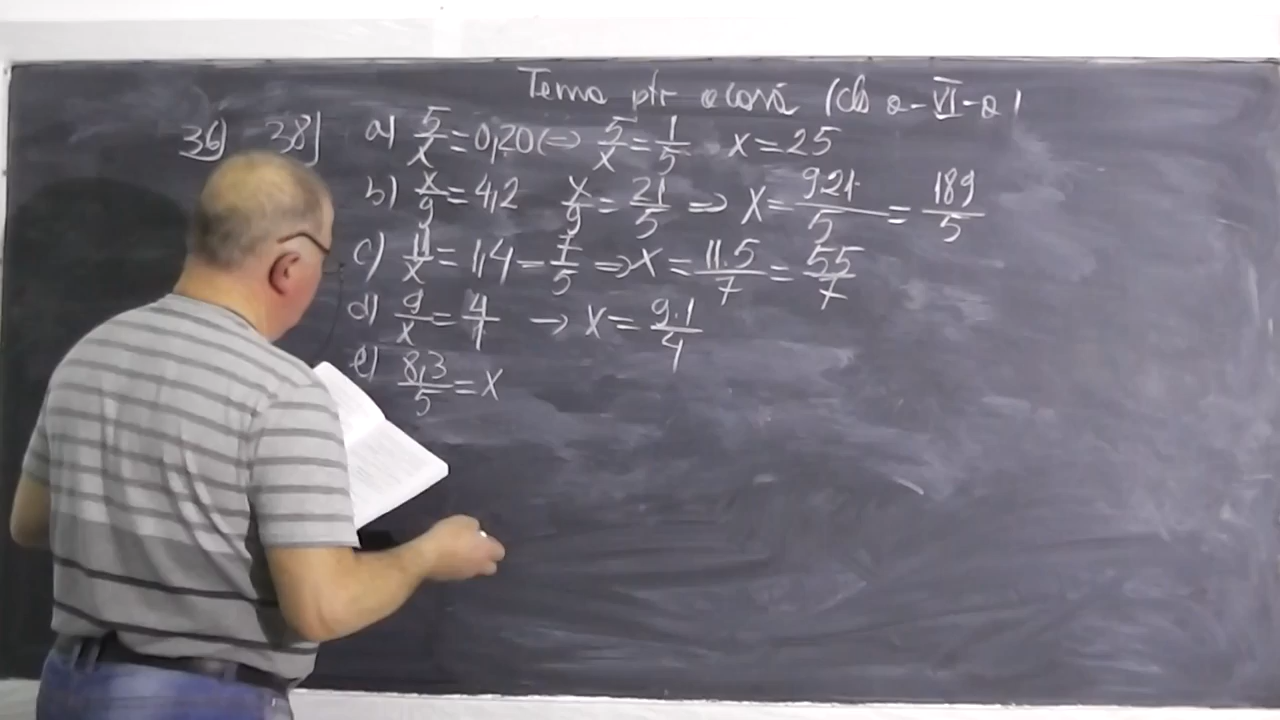 Tema ptr acasă (cls a-VI-a)
36) 38) a) 5/x = 0,20 (=> 5/x = 1/5 x = 25
b) x/9 = 4,2 x/9 = 21/5 => x = 9·21/5 = 189/5
c) 11/x = 1,4 = 7/5 => x = 11·5/7 = 55/7
d) 9/x = 4/1 → x = 9·1/4
e) 8,3/5 = x